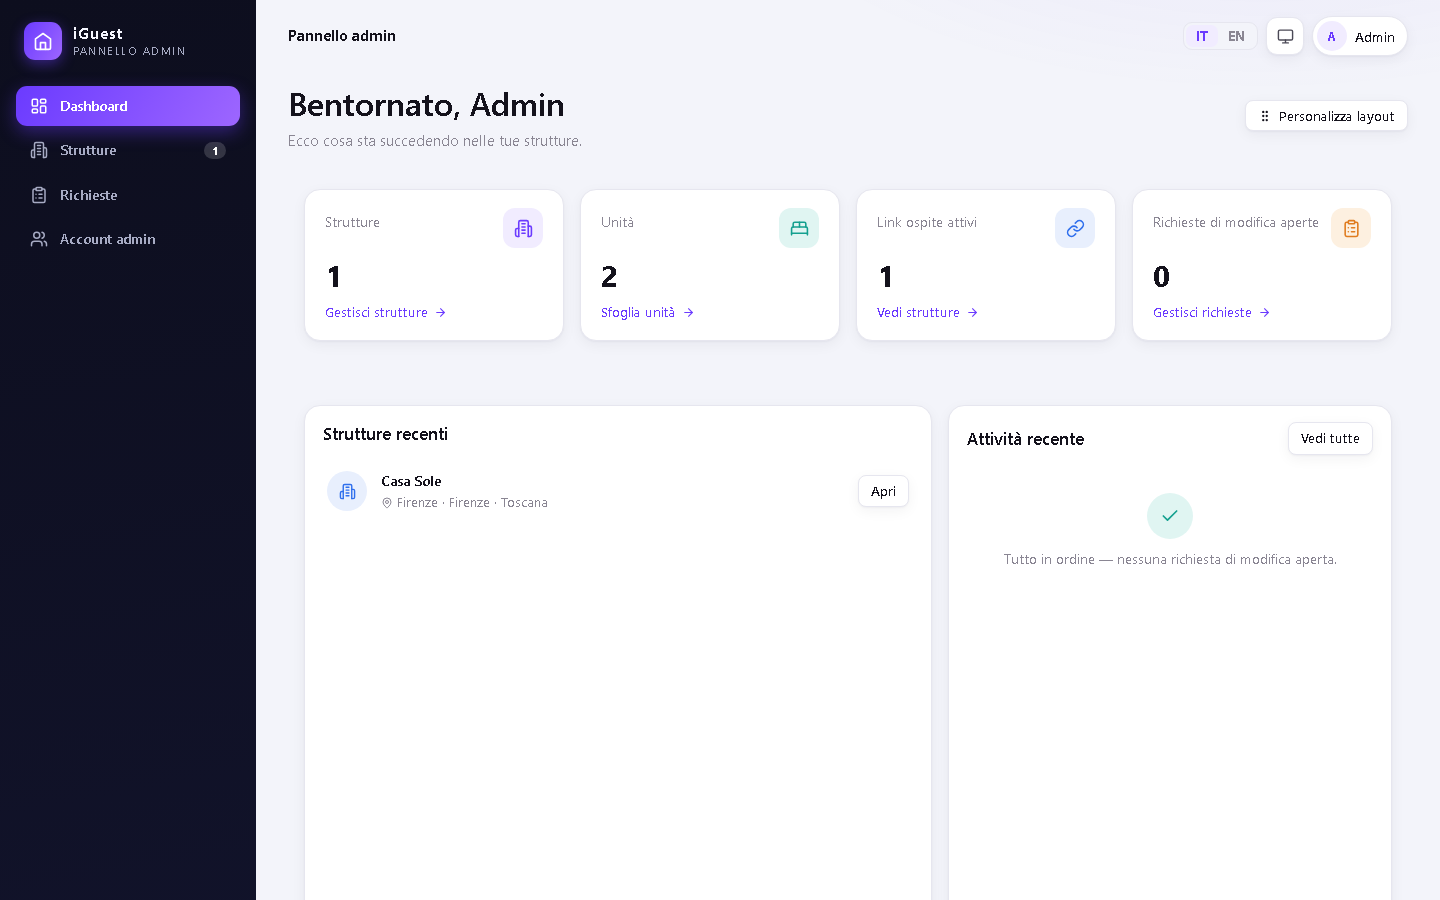 iGuest
PANNELLO ADMIN
Dashboard
Strutture 1
Richieste
Account admin
Pannello admin
IT EN
A Admin
Bentornato, Admin
Ecco cosa sta succedendo nelle tue strutture.
Personalizza layout
Strutture
1
Gestisci strutture →
Unità
2
Sfoglia unità →
Link ospite attivi
1
Vedi strutture →
Richieste di modifica aperte
0
Gestisci richieste →
Strutture recenti
Casa Sole
Firenze · Firenze · Toscana
Apri
Attività recente
Vedi tutte
Tutto in ordine — nessuna richiesta di modifica aperta.